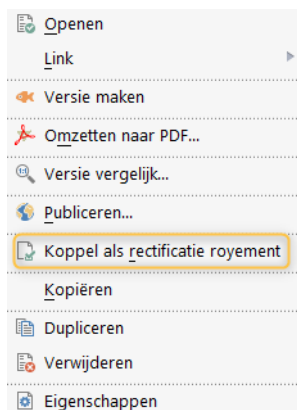 Openen
Link
Versie maken
Omzetten naar PDF...
Versie vergelijk...
Publiceren...
Koppel als rectificatie royement
Kopiëren
Dupliceren
Verwijderen
Eigenschappen